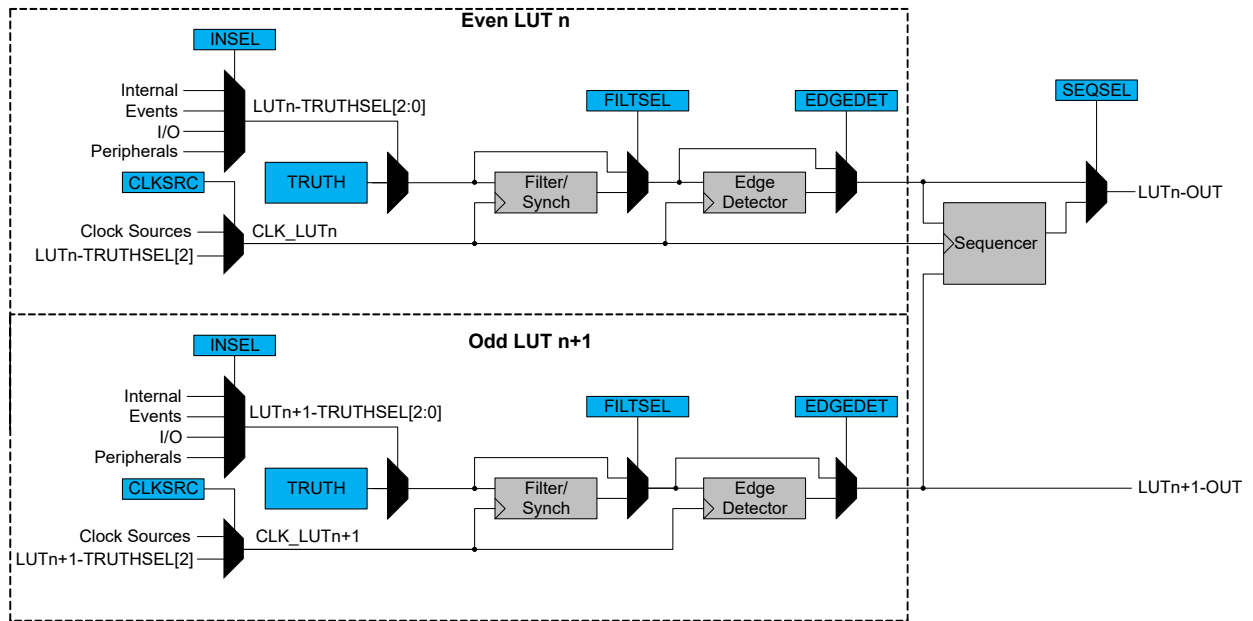 Even LUT n
INSEL
Internal
Events
I/O
Peripherals
LUTn-TRUTHSEL[2:0]
FILTSEL
EDGEDET
SEQSEL
CLKSRC
TRUTH
Filter/
Synch
Edge
Detector
LUTn-OUT
Clock Sources
LUTn-TRUTHSEL[2]
CLK_LUTn
Sequencer
Odd LUT n+1
INSEL
Internal
Events
I/O
Peripherals
LUTn+1-TRUTHSEL[2:0]
FILTSEL
EDGEDET
CLKSRC
TRUTH
Filter/
Synch
Edge
Detector
LUTn+1-OUT
Clock Sources
LUTn+1-TRUTHSEL[2]
CLK_LUTn+1